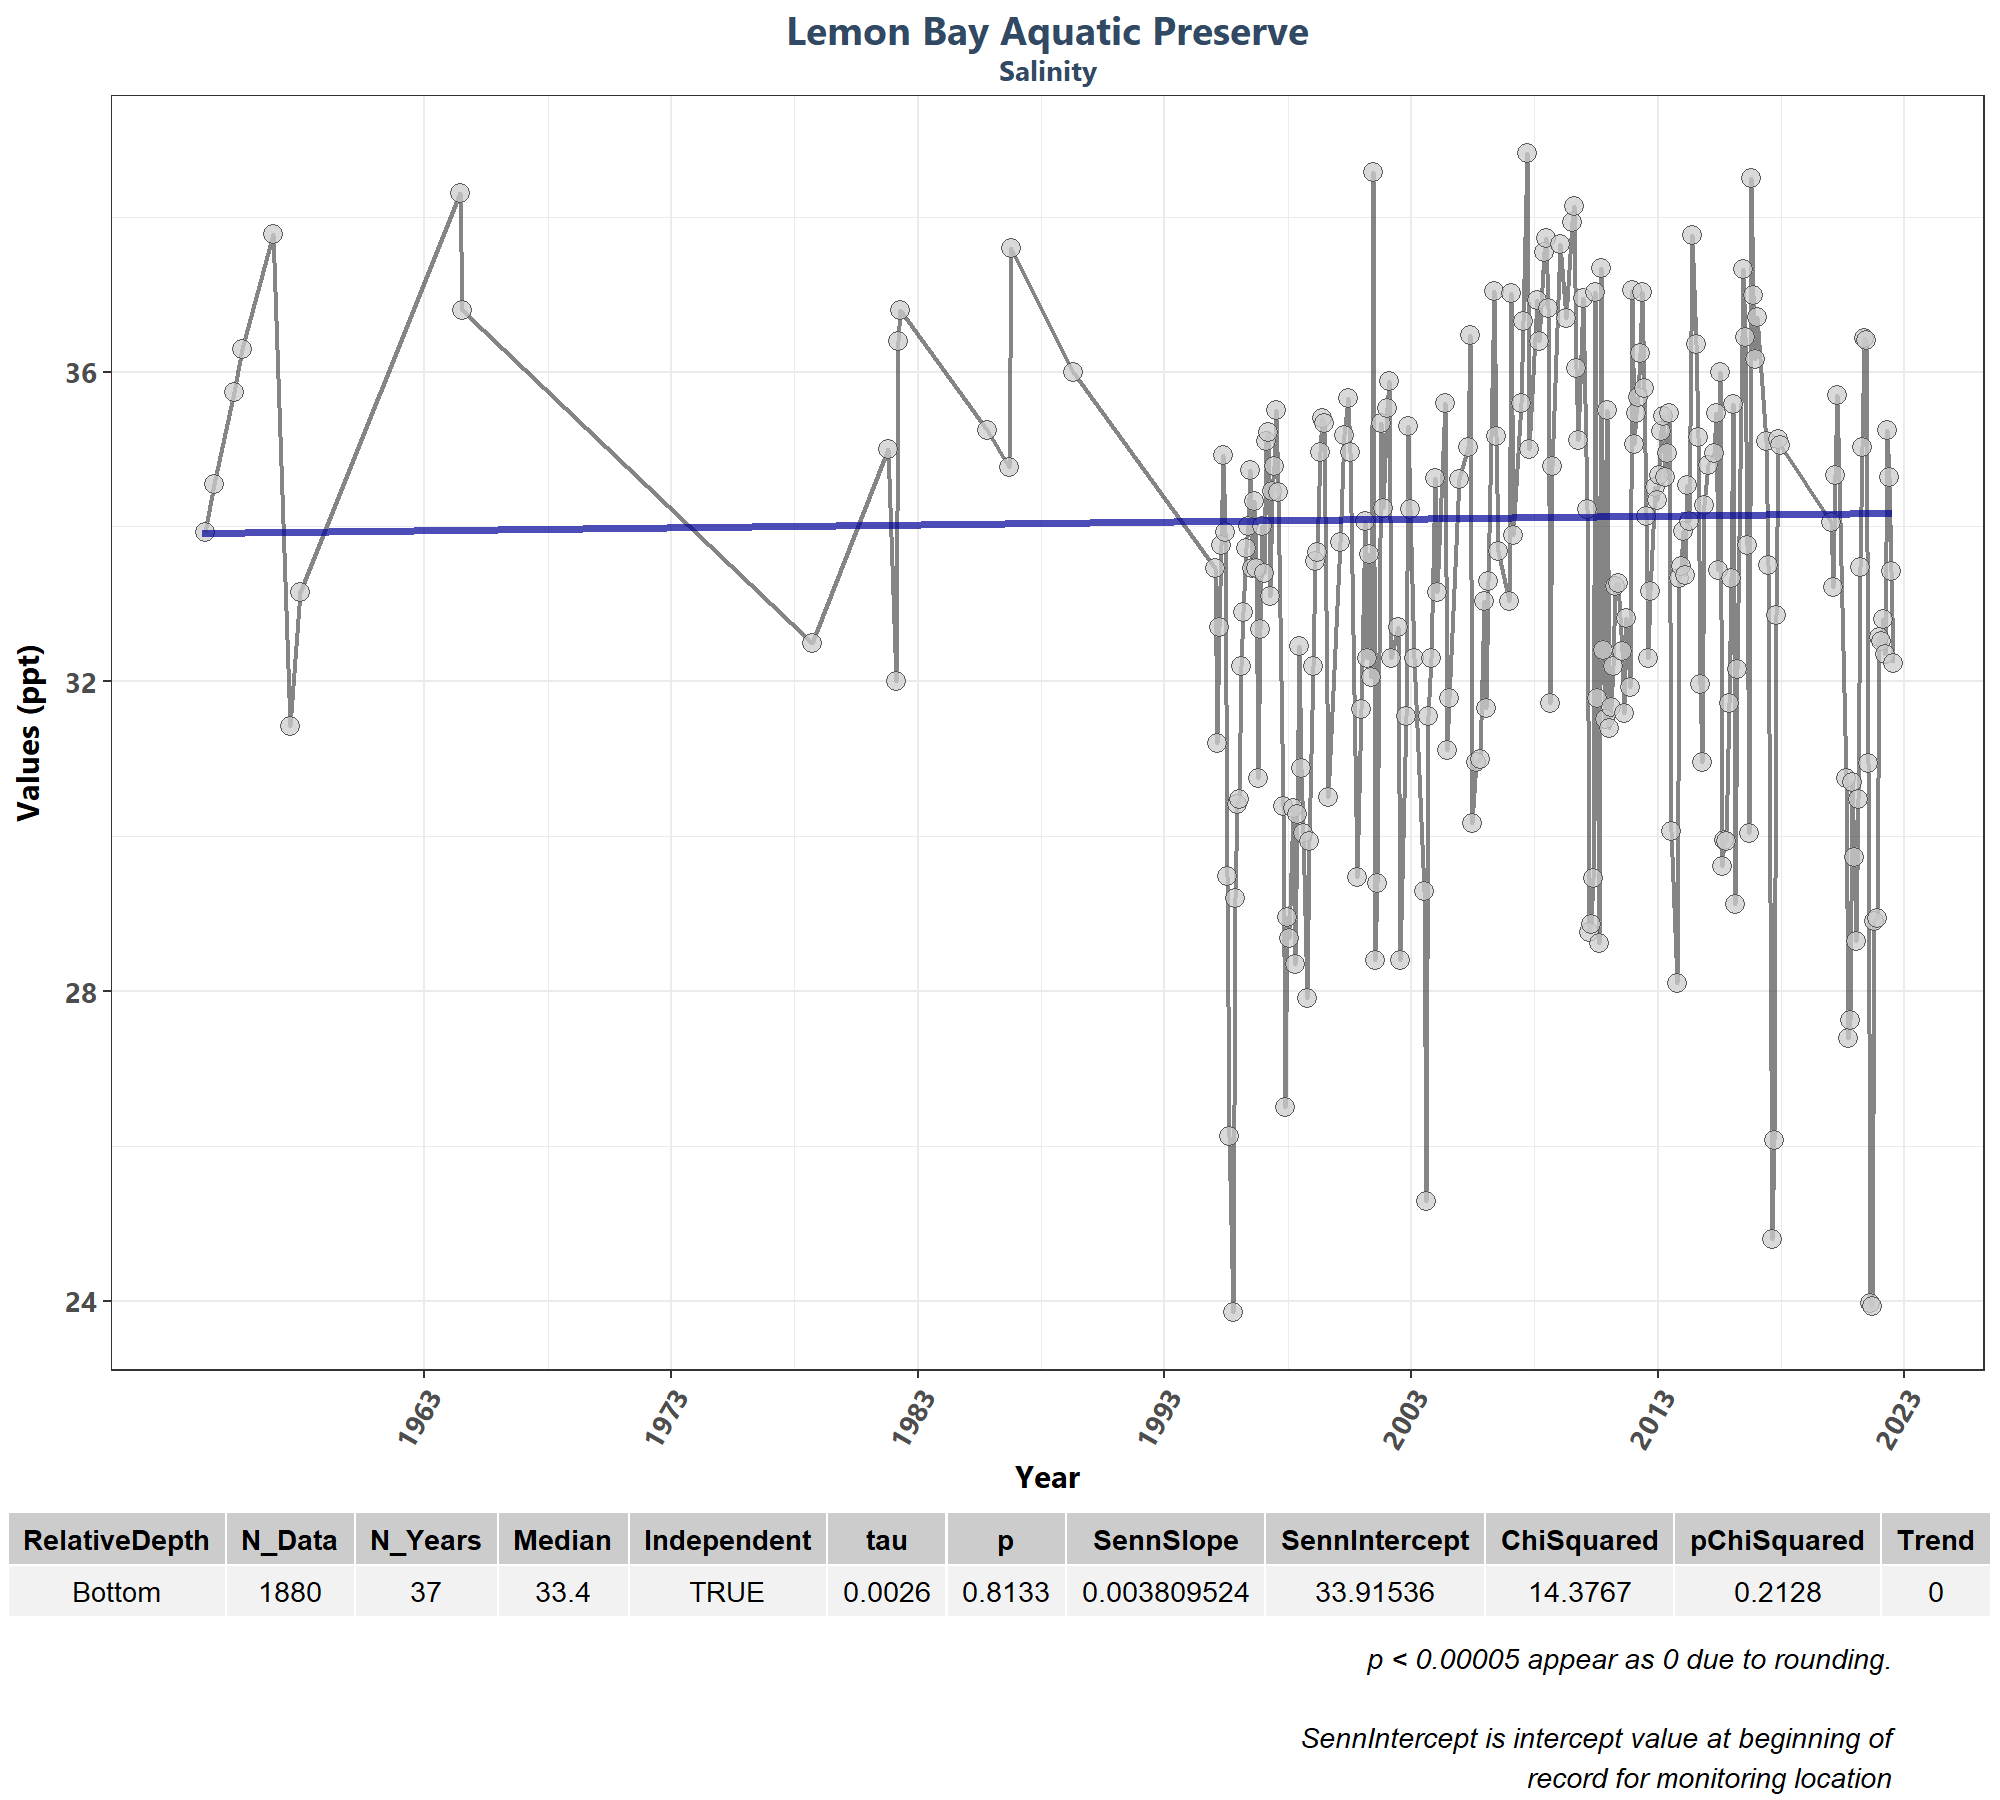 Lemon Bay Aquatic Preserve
Salinity
Values (ppt)
36
32
28
24
1963 1973 1983 1993 2003 2013 2023
Year
RelativeDepth N_Data N_Years Median Independent tau p SennSlope SennIntercept ChiSquared pChiSquared Trend
Bottom 1880 37 33.4 TRUE 0.0026 0.8133 0.003809524 33.91536 14.3767 0.2128 0
p < 0.00005 appear as 0 due to rounding.
SennIntercept is intercept value at beginning of
record for monitoring location